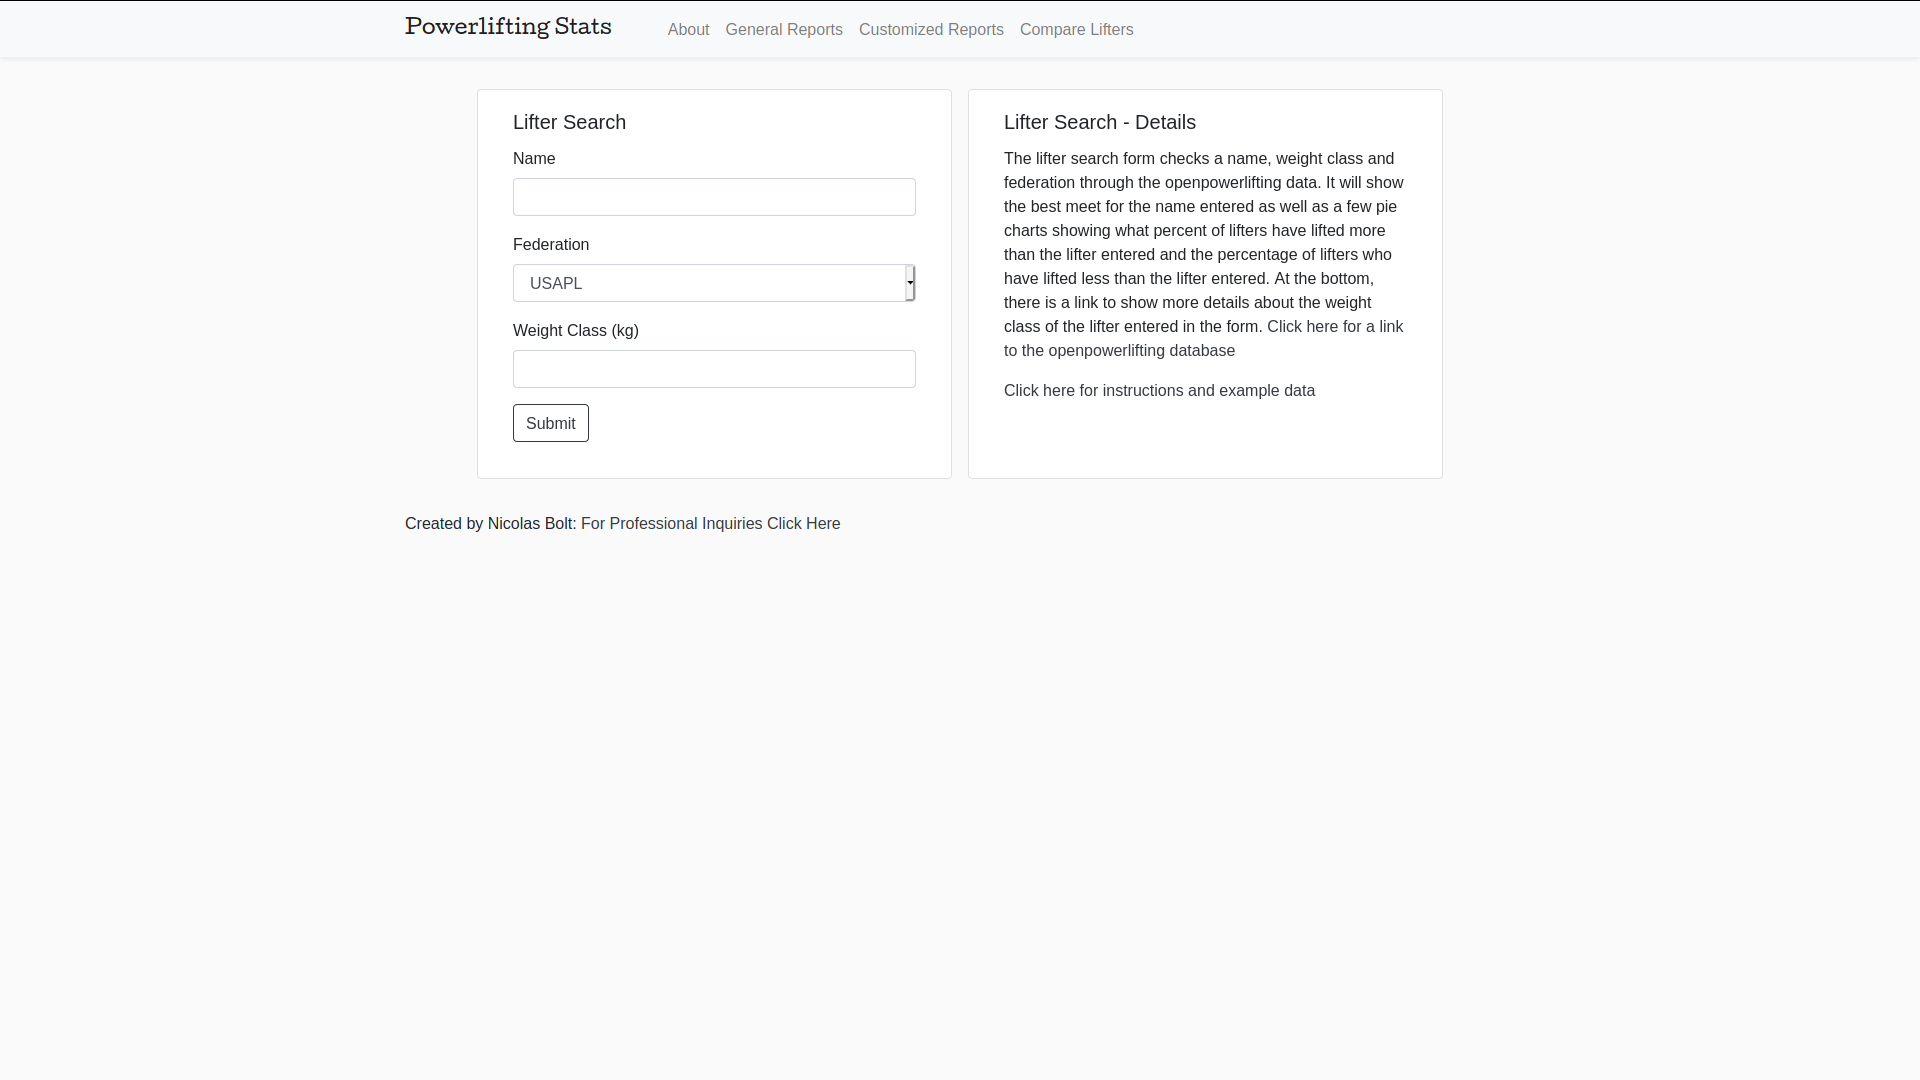 Powerlifting Stats
About
General Reports
Customized Reports
Compare Lifters
Lifter Search
Name
Federation
USAPL
Weight Class (kg)
Submit
Lifter Search - Details
The lifter search form checks a name, weight class and
federation through the openpowerlifting data. It will show
the best meet for the name entered as well as a few pie
charts showing what percent of lifters have lifted more
than the lifter entered and the percentage of lifters who
have lifted less than the lifter entered. At the bottom,
there is a link to show more details about the weight
class of the lifter entered in the form. Click here for a link
to the openpowerlifting database
Click here for instructions and example data
Created by Nicolas Bolt: For Professional Inquiries Click Here